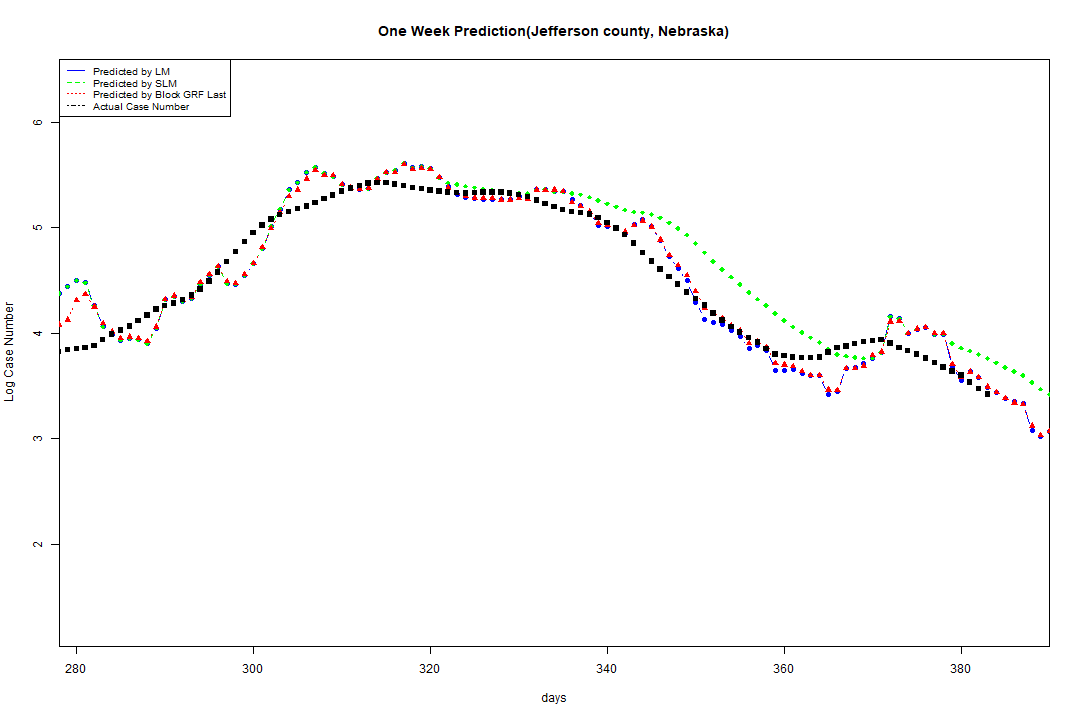 One Week Prediction(Jefferson county, Nebraska)
Predicted by LM
Predicted by SLM
Predicted by Block GRF Last
Actual Case Number
6
5
4
3
2
Log Case Number
280 300 320 340 360 380
days